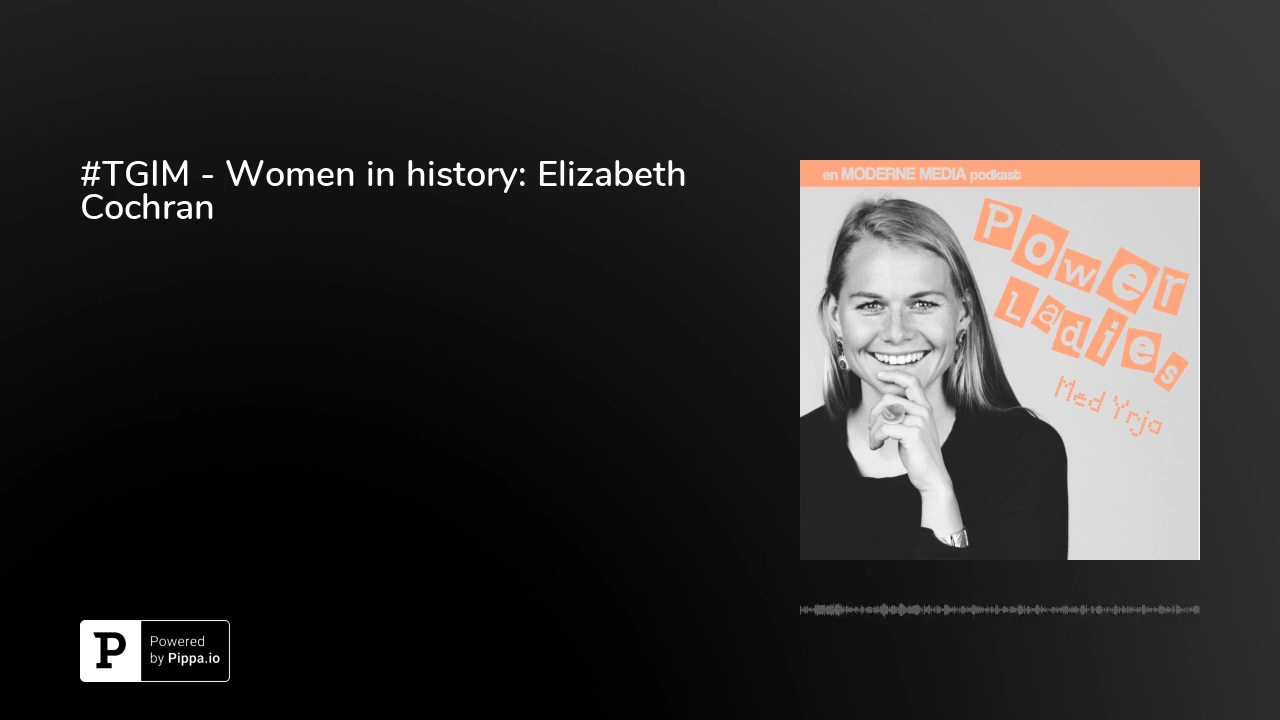 #TGIM - Women in history: Elizabeth
Cochran
en MODERNE MEDIA podkast
Power
Ladies
Med Yrja
P
Powered
by Pippa.io